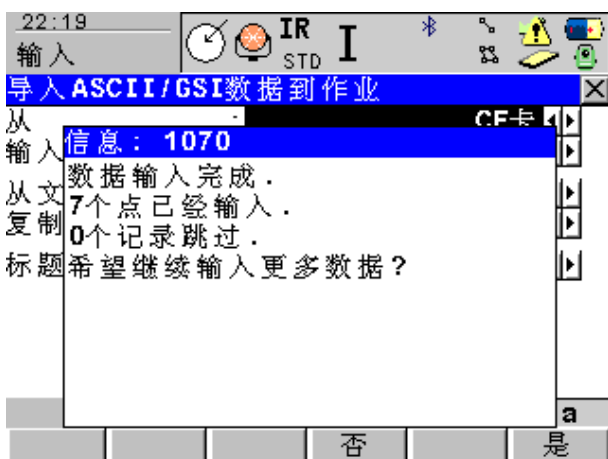 22:19
输入
IR
STD
I
导入ASCII/GSI数据到作业
从 : CF卡
输入
信息: 1070
数据输入完成.
7个点已经输入.
0个记录跳过.
希望继续输入更多数据?
从文
复制
标题
a
否 是